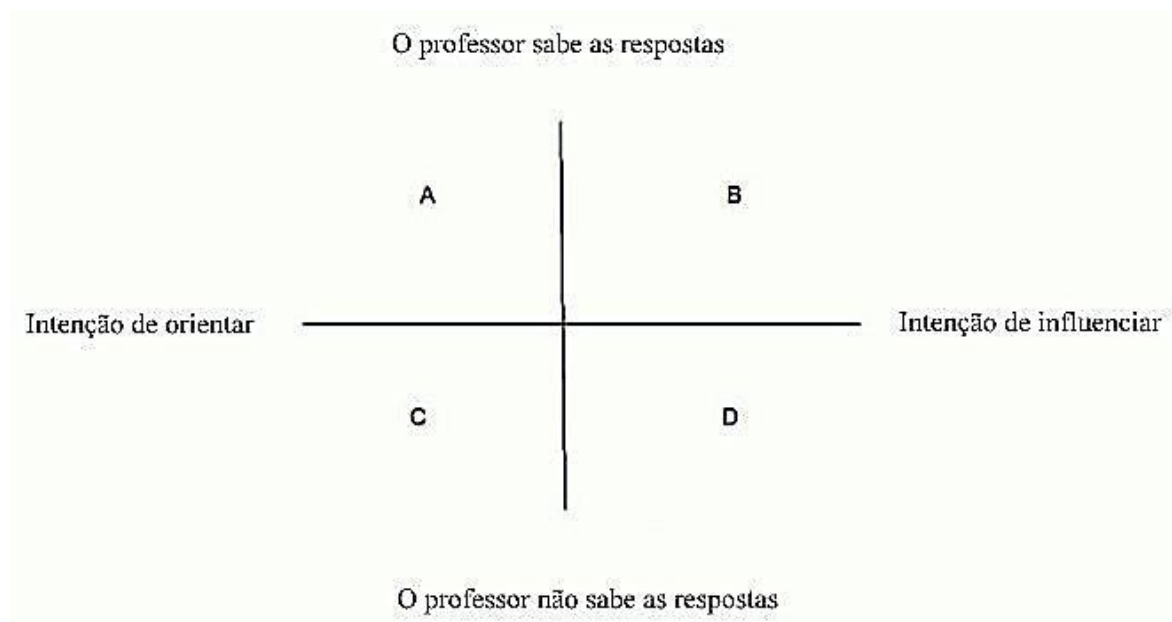 O professor sabe as respostas
A
B
Intenção de orientar
Intenção de influenciar
C
D
O professor não sabe as respostas